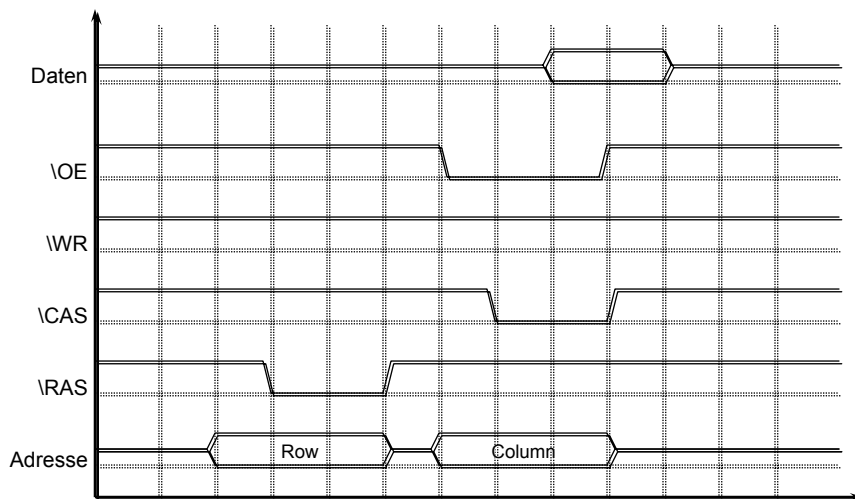 Daten
\OE
\WR
\CAS
\RAS
Adresse
Row
Column